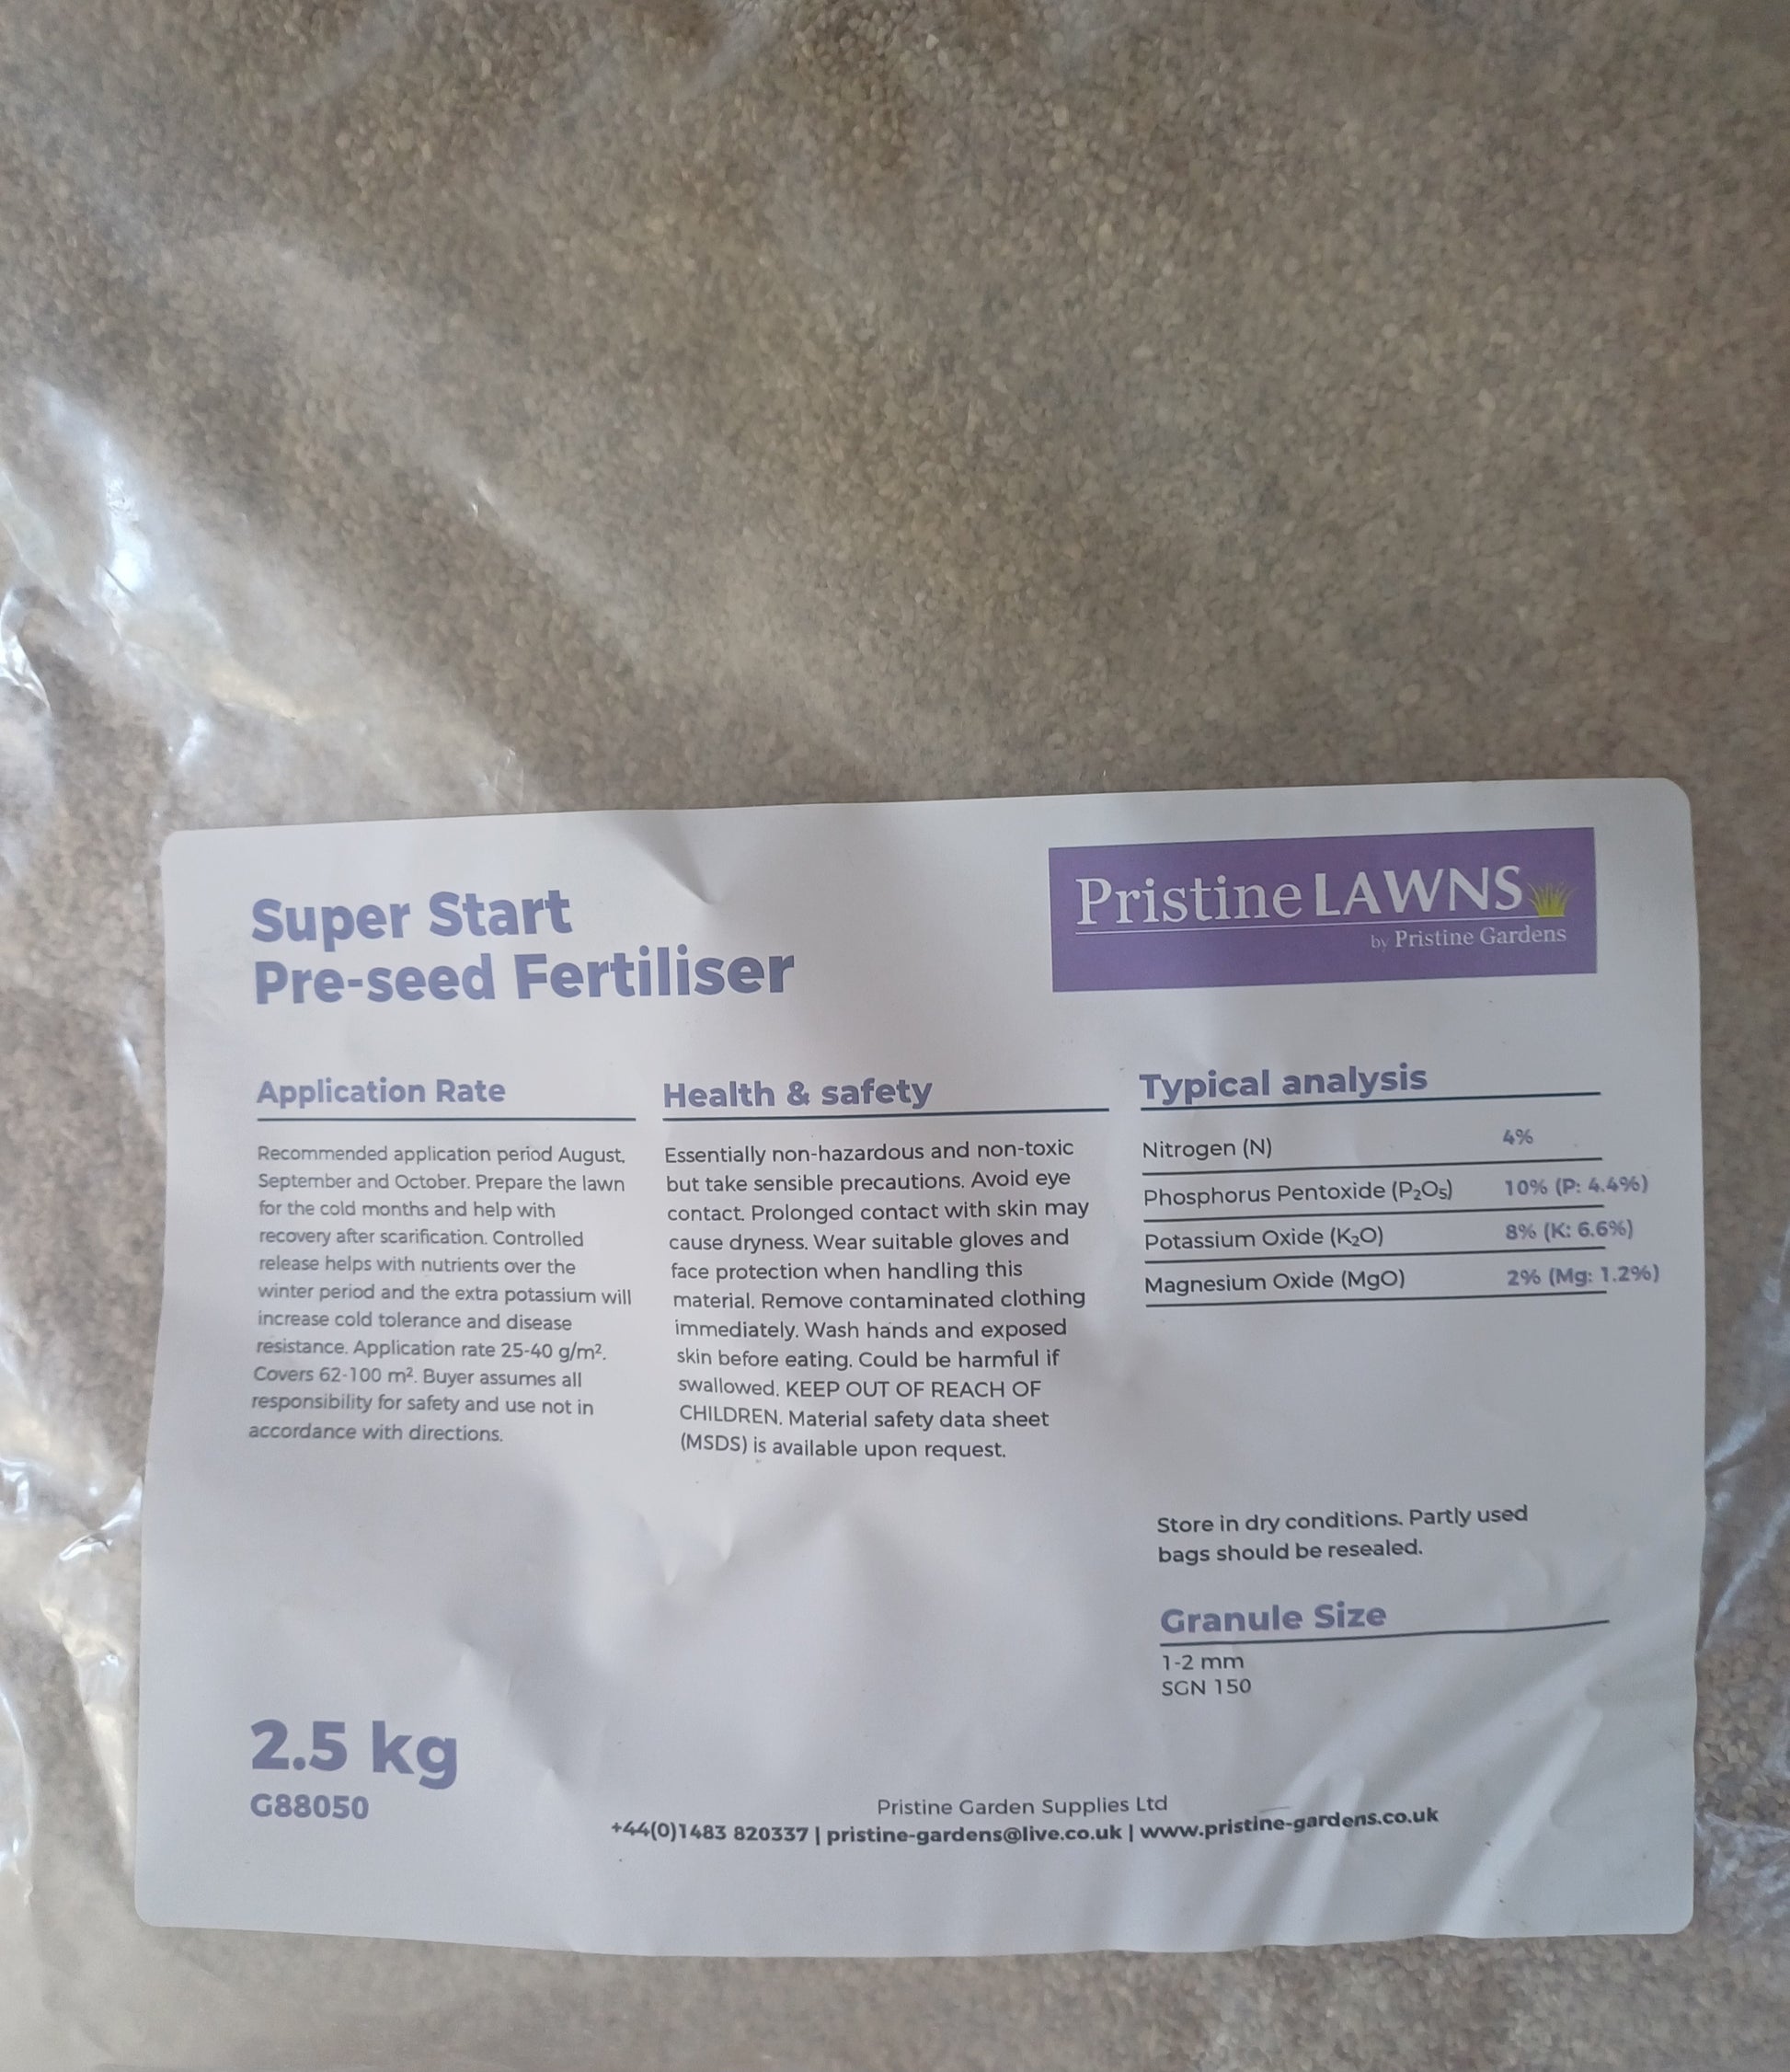 Super Start
Pre-seed Fertiliser
Pristine LAWNS
by Pristine Gardens
Application Rate
Recommended application period August,
September and October. Prepare the lawn
for the cold months and help with
recovery after scarification. Controlled
release helps with nutrients over the
winter period and the extra potassium will
increase cold tolerance and disease
resistance. Application rate 25-40 g/m².
Covers 62-100 m². Buyer assumes all
responsibility for safety and use not in
accordance with directions.
Health & safety
Essentially non-hazardous and non-toxic
but take sensible precautions. Avoid eye
contact. Prolonged contact with skin may
cause dryness. Wear suitable gloves and
face protection when handling this
material. Remove contaminated clothing
immediately. Wash hands and exposed
skin before eating. Could be harmful if
swallowed. KEEP OUT OF REACH OF
CHILDREN. Material safety data sheet
(MSDS) is available upon request.
Typical analysis
Nitrogen (N) 4%
Phosphorus Pentoxide (P₂O₅) 10% (P: 4.4%)
Potassium Oxide (K₂O) 8% (K: 6.6%)
Magnesium Oxide (MgO) 2% (Mg: 1.2%)
Store in dry conditions. Partly used
bags should be resealed.
Granule Size
1-2 mm
SGN 150
2.5 kg
G88050
Pristine Garden Supplies Ltd
+44(0)1483 820337 | pristine-gardens@live.co.uk | www.pristine-gardens.co.uk